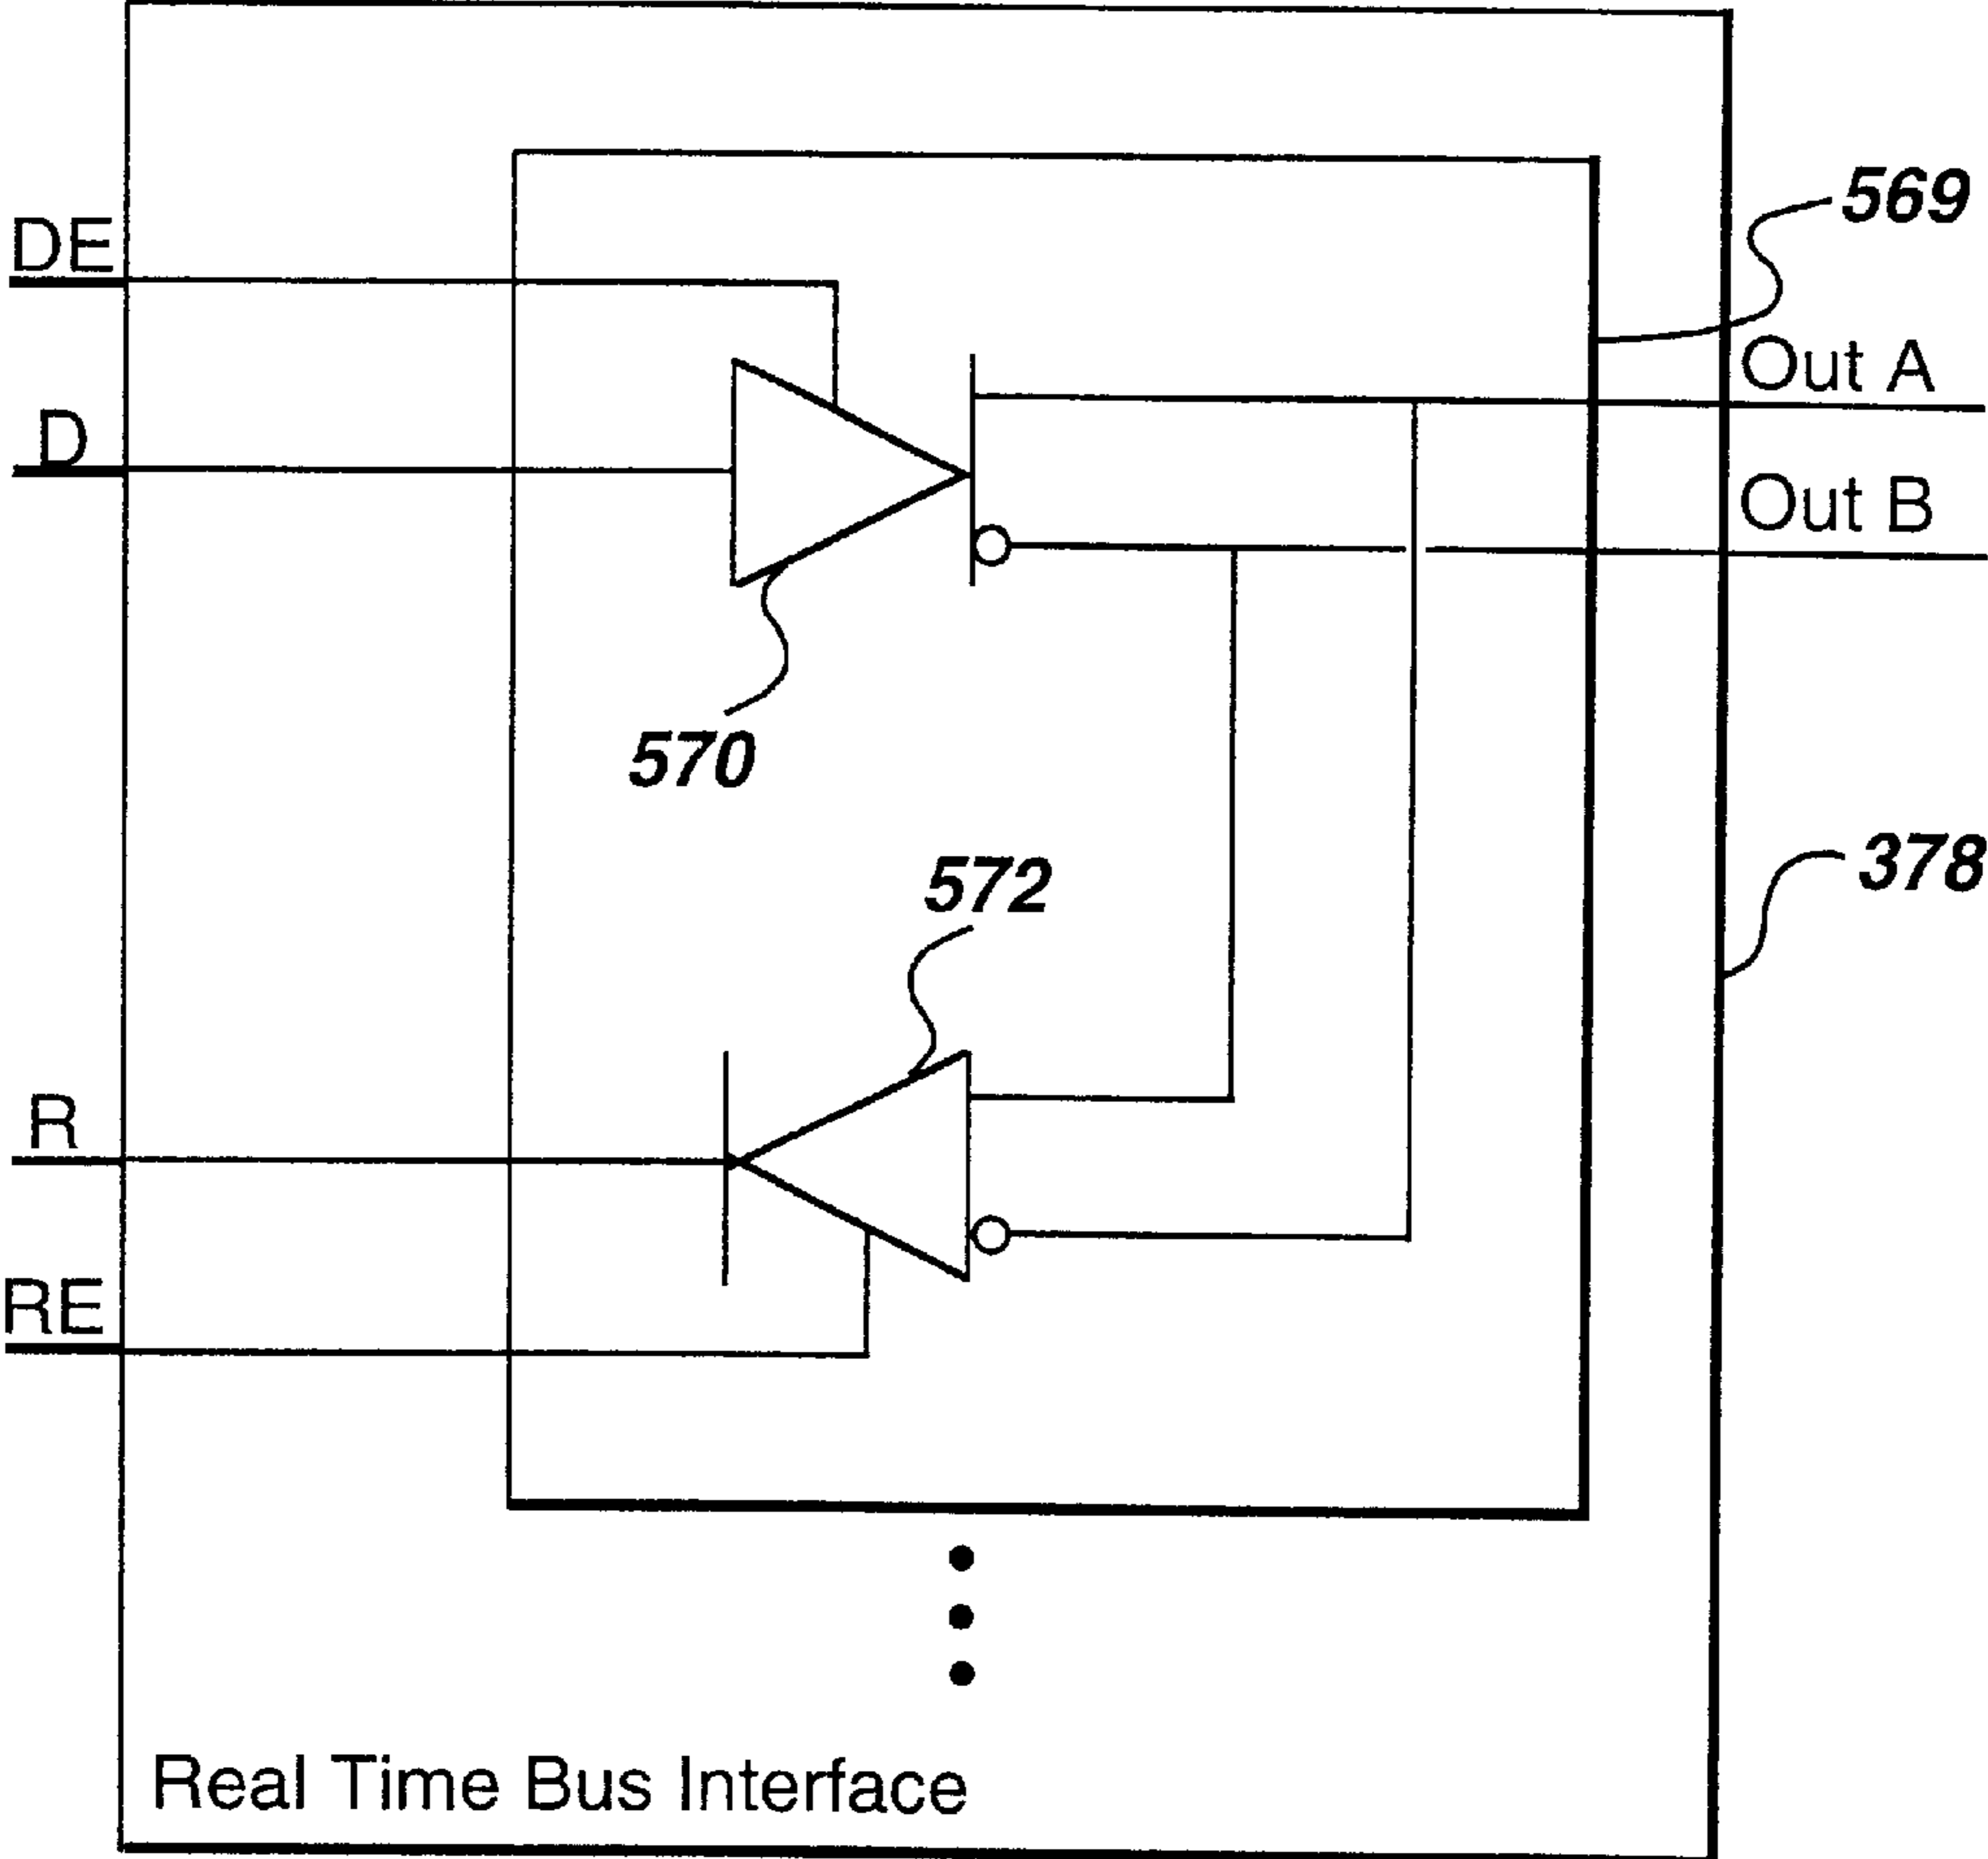 569
DE
Out A
D
Out B
570
378
572
R
RE
Real Time Bus Interface